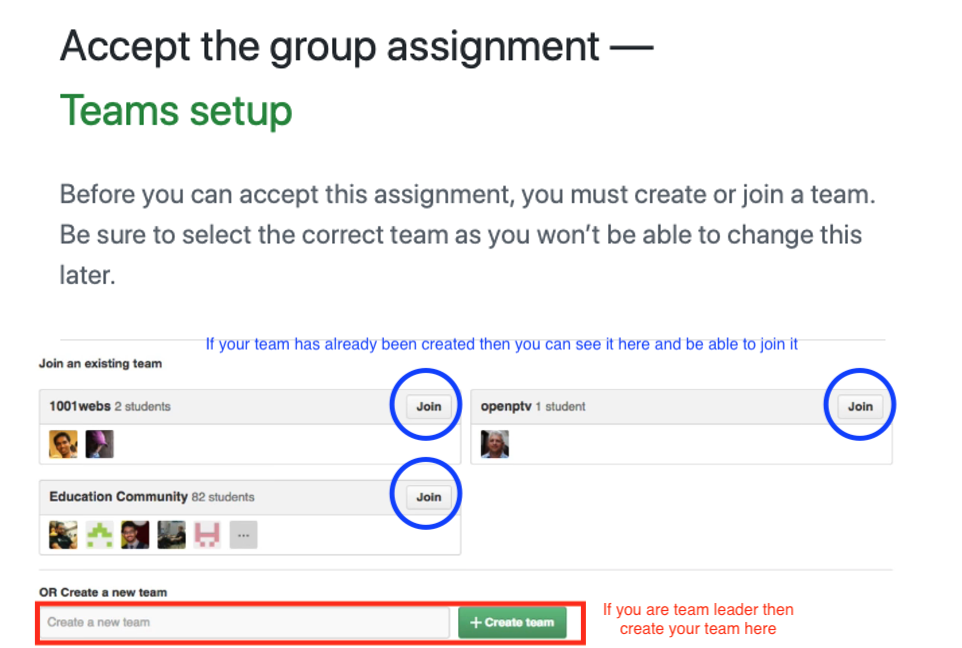 Accept the group assignment —
Teams setup
Before you can accept this assignment, you must create or join a team.
Be sure to select the correct team as you won't be able to change this
later.
If your team has already been created then you can see it here and be able to join it
Join an existing team
1001webs 2 students Join
openptv 1 student Join
Education Community 82 students Join
...
OR Create a new team
Create a new team
+ Create team
If you are team leader then
create your team here